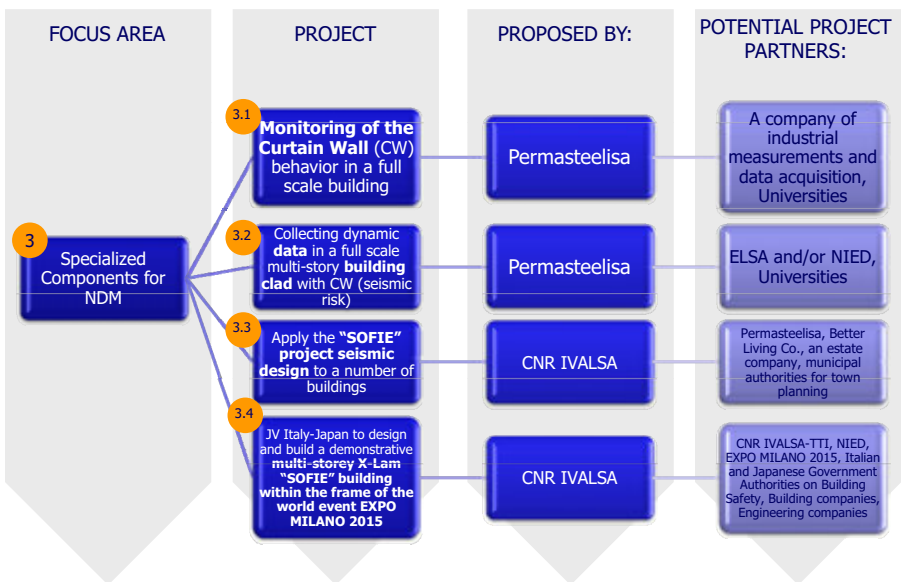 FOCUS AREA
PROJECT
PROPOSED BY:
POTENTIAL PROJECT
PARTNERS:
3
Specialized
Components for
NDM
3.1
Monitoring of the
Curtain Wall (CW)
behavior in a full
scale building
Permasteelisa
A company of
industrial
measurements and
data acquisition,
Universities
3.2
Collecting dynamic
data in a full scale
multi-story building
clad with CW (seismic
risk)
Permasteelisa
ELSA and/or NIED,
Universities
3.3
Apply the “SOFIE”
project seismic
design to a number of
buildings
CNR IVALSA
Permasteelisa, Better
Living Co., an estate
company, municipal
authorities for town
planning
3.4
JV Italy-Japan to design
and build a demonstrative
multi-storey X-Lam
“SOFIE” building
within the frame of the
world event EXPO
MILANO 2015
CNR IVALSA
CNR IVALSA-TTI, NIED,
EXPO MILANO 2015, Italian
and Japanese Government
Authorities on Building
Safety, Building companies,
Engineering companies